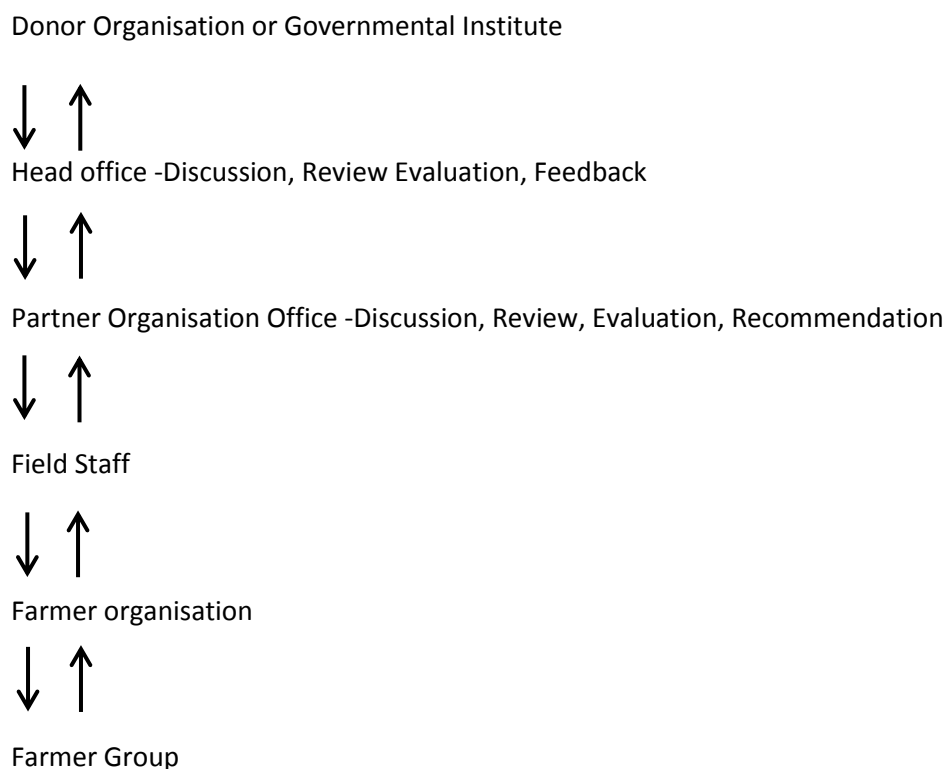 Donor Organisation or Governmental Institute
Head office -Discussion, Review Evaluation, Feedback
Partner Organisation Office -Discussion, Review, Evaluation, Recommendation
Field Staff
Farmer organisation
Farmer Group